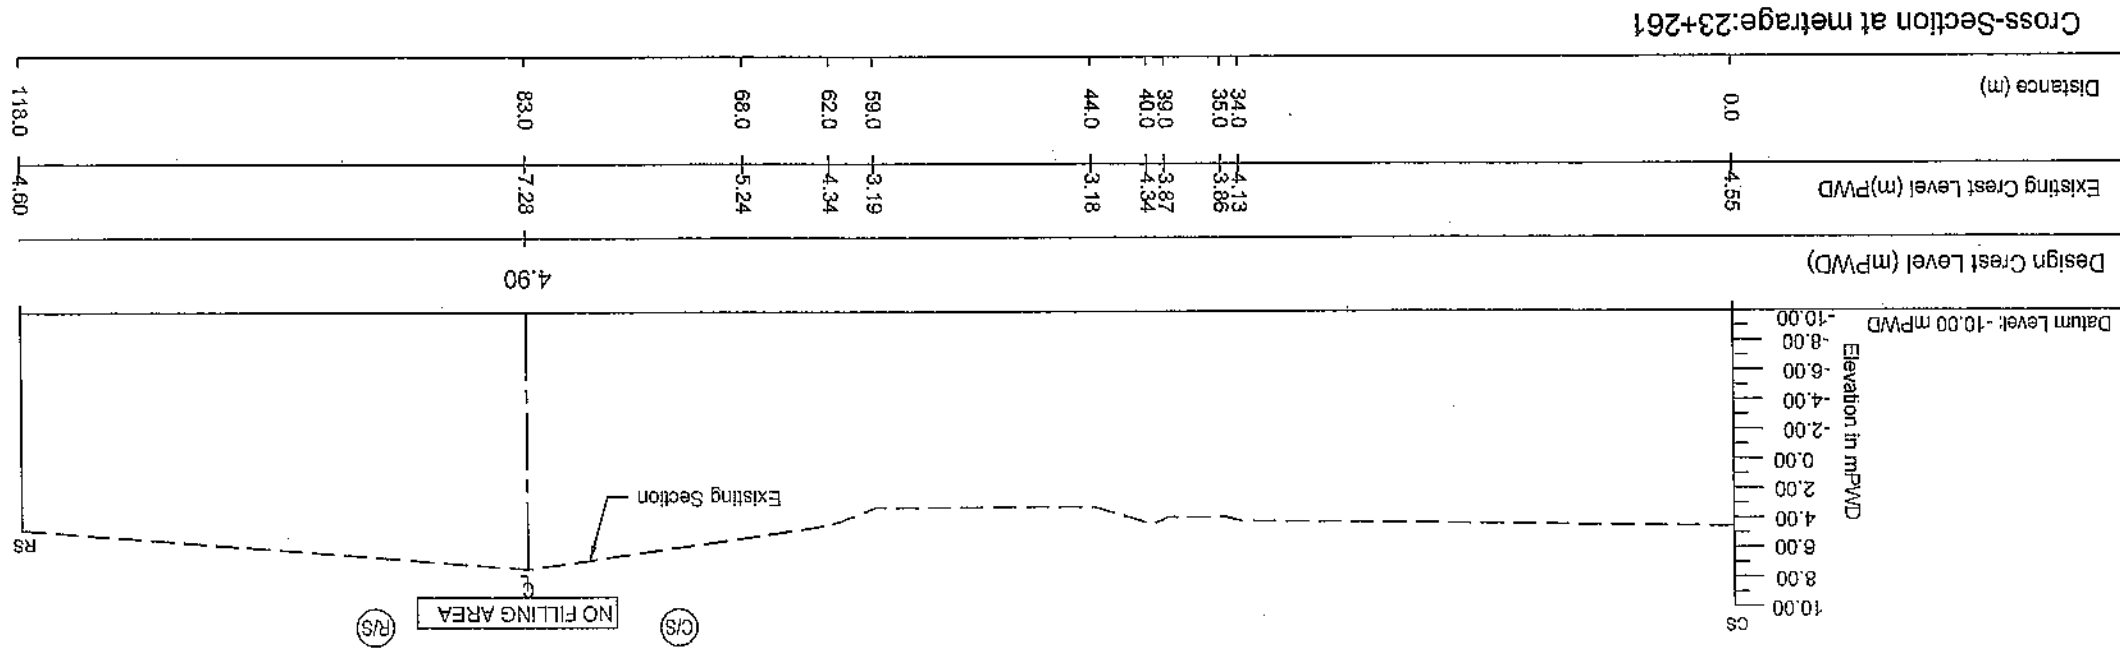 CS
C/S
NO FILLING AREA
R/S
10.00
8.00
6.00
4.00
2.00
0.00
-2.00
-4.00
-6.00
-8.00
-10.00
Elevation in mPWD
CL
RS
Existing Section
Datum Level: -10.00 mPWD
Design Crest Level (mPWD)
4.90
Existing Crest Level (m)PWD
4.55 4.13 3.86 3.87 4.34 3.18 3.19 4.34 5.24 7.28 4.60
Distance (m)
0.0 34.0 35.0 39.0 40.0 44.0 59.0 62.0 68.0 83.0 118.0
Cross-Section at metrage:23+261